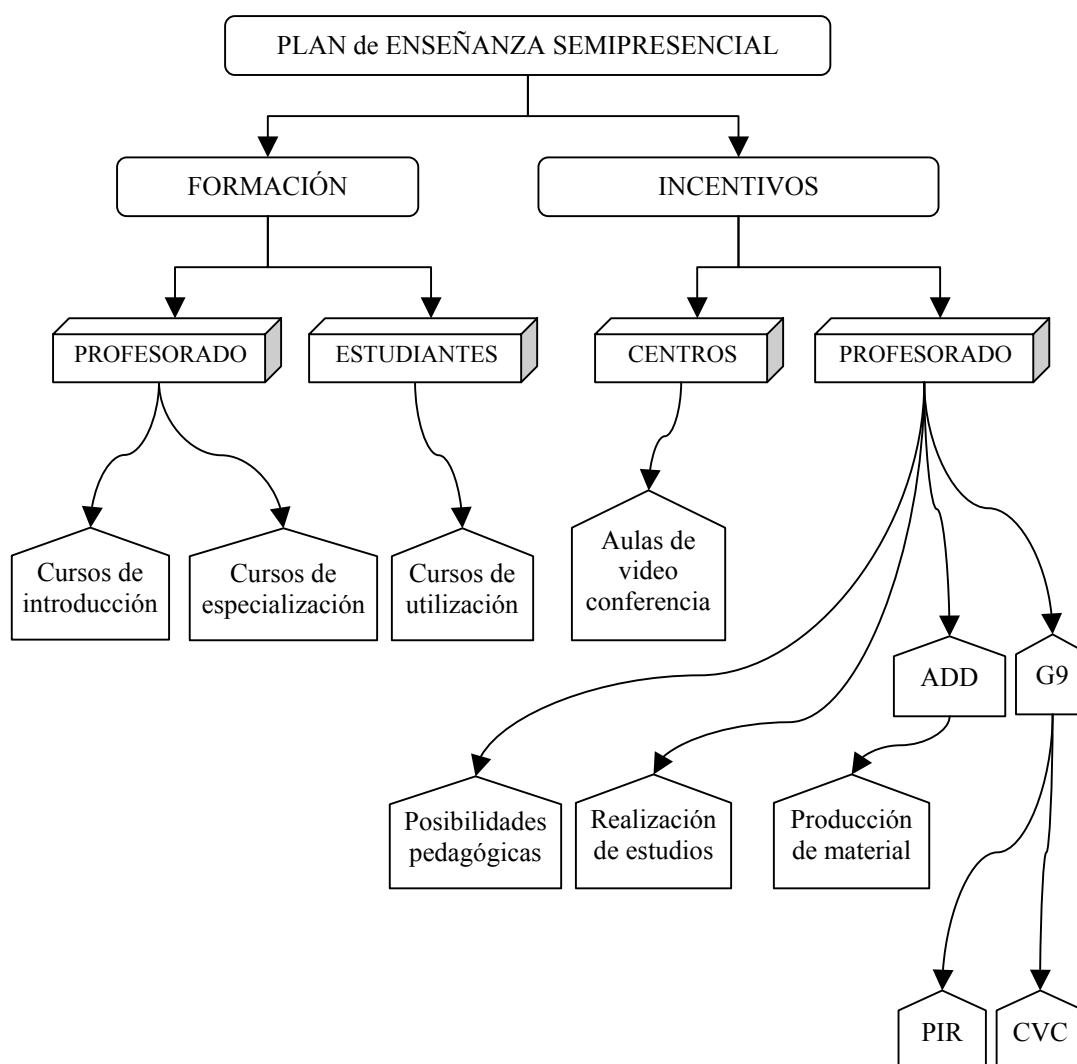 PLAN de ENSEÑANZA SEMIPRESENCIAL
FORMACIÓN
INCENTIVOS
PROFESORADO
ESTUDIANTES
CENTROS
PROFESORADO
Cursos de
introducción
Cursos de
especialización
Cursos de
utilización
Aulas de
video
conferencia
ADD
G9
Posibilidades
pedagógicas
Realización
de estudios
Producción
de material
PIR
CVC